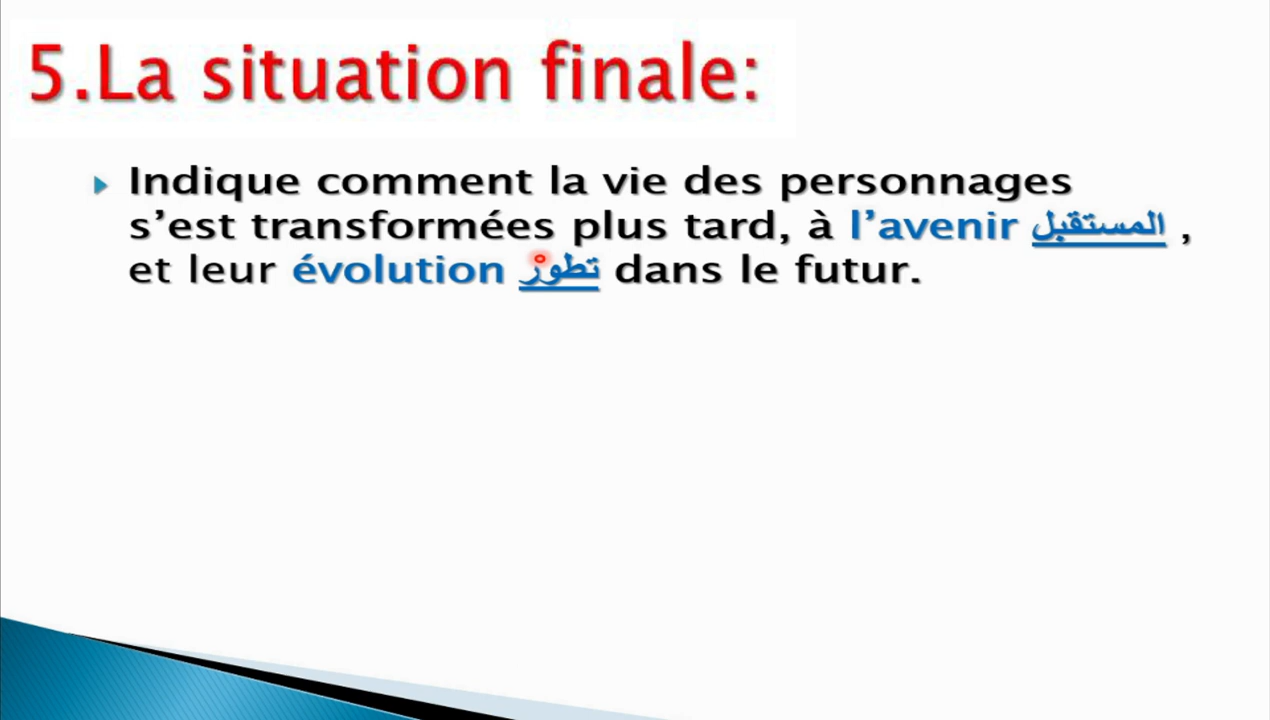 5.La situation finale:
Indique comment la vie des personnages
s’est transformées plus tard, à l’avenir المستقبل ,
et leur évolution تطور dans le futur.